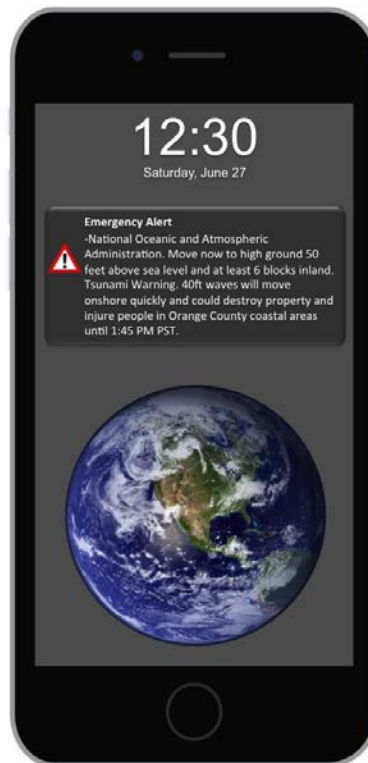 12:30
Saturday, June 27
Emergency Alert
-National Oceanic and Atmospheric
Administration. Move now to high ground 50
feet above sea level and at least 6 blocks inland.
Tsunami Warning. 40ft waves will move
onshore quickly and could destroy property and
injure people in Orange County coastal areas
until 1:45 PM PST.